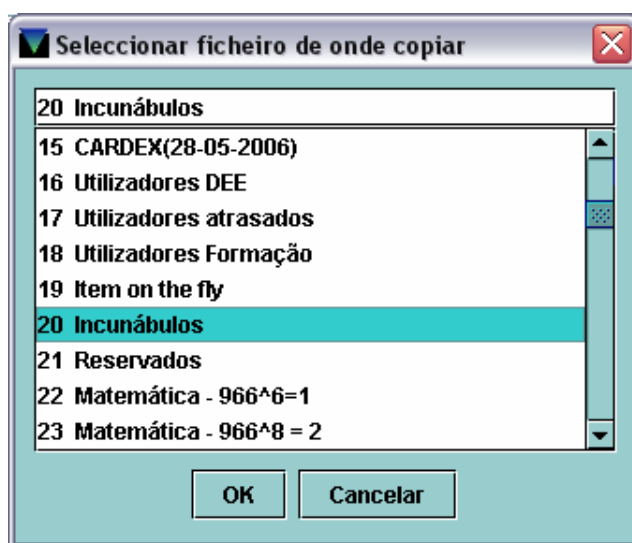 Seleccionar ficheiro de onde copiar
20 Incunábulos
15 CARDEX(28-05-2006)
16 Utilizadores DEE
17 Utilizadores atrasados
18 Utilizadores Formação
19 Item on the fly
20 Incunábulos
21 Reservados
22 Matemática - 966^6=1
23 Matemática - 966^8 = 2
OK Cancelar